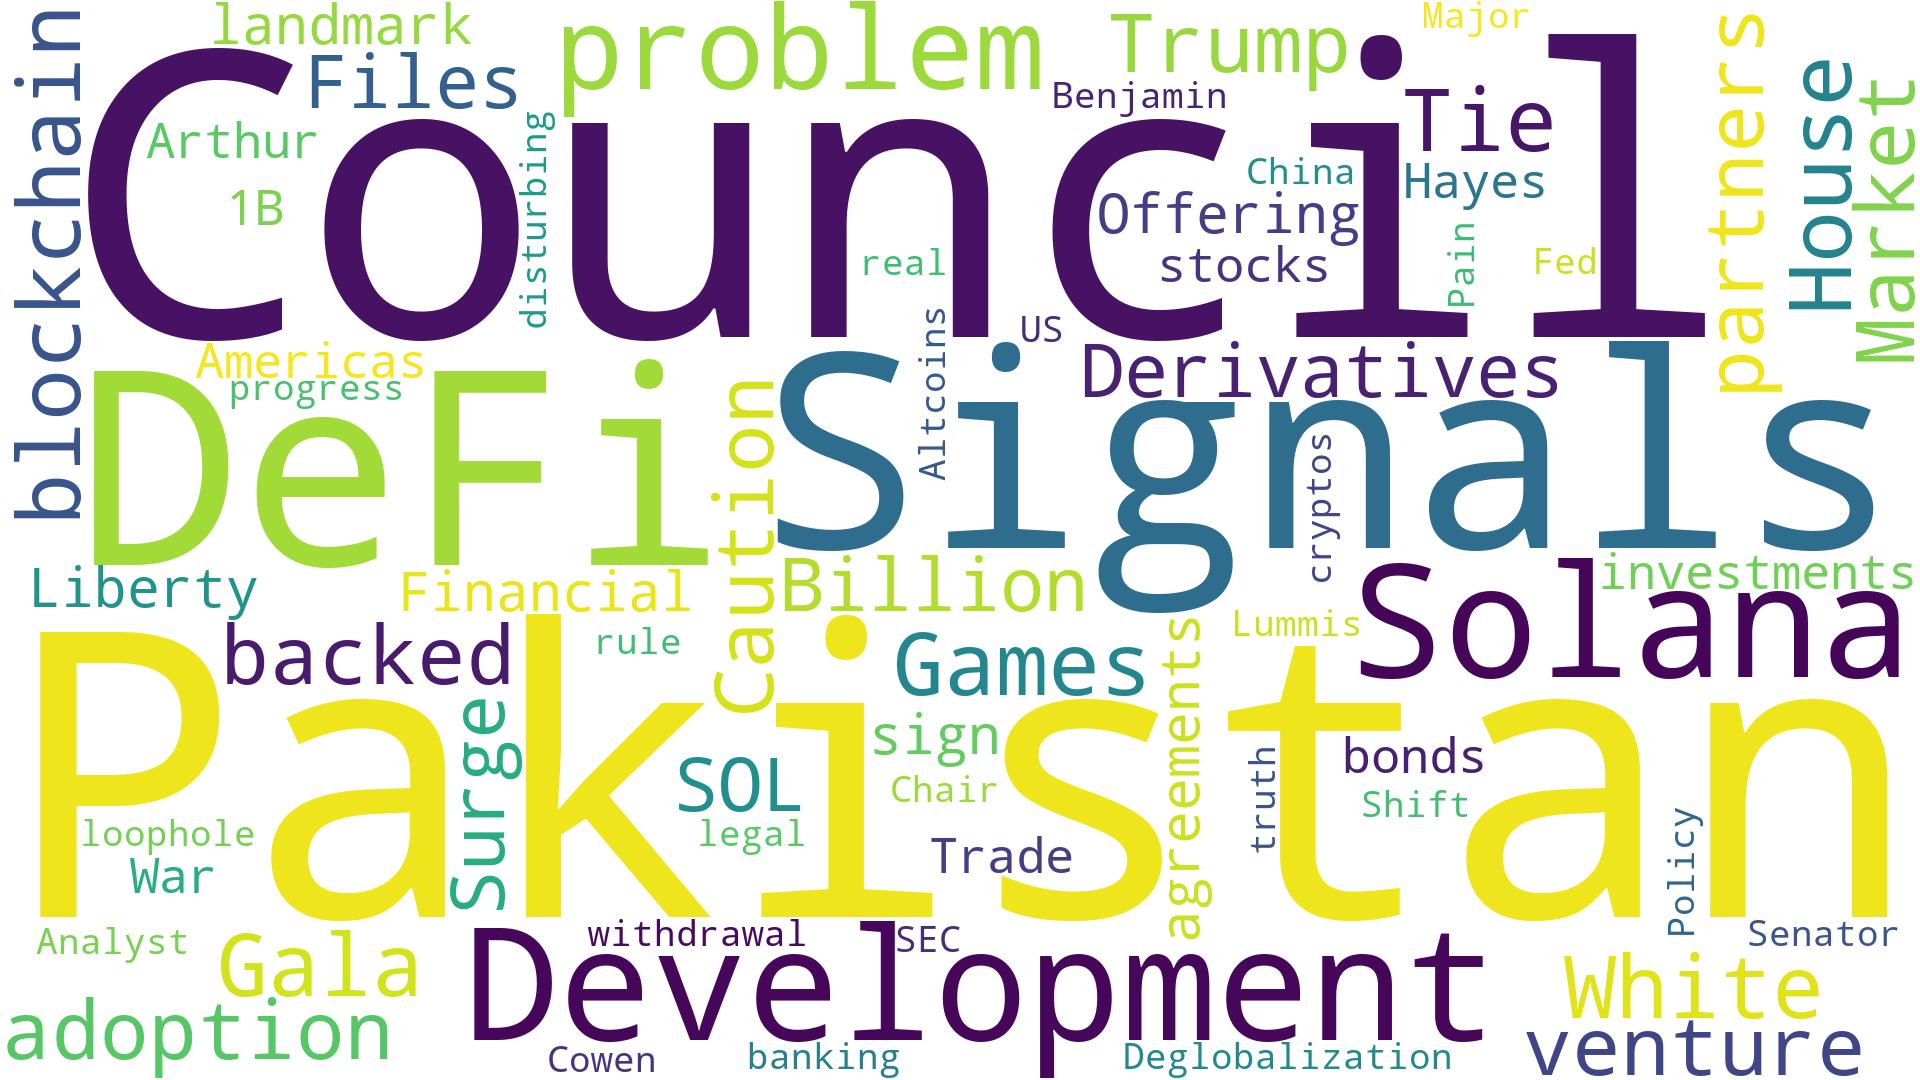 landmark
problem
Trump
Major
blockchain
Files
Benjamin
Tie
partners
House
Market
Council
Arthur
disturbing
China
Hayes
1B
Offering
real
stocks
Pain
Fed
Altcoins
US
Americas
progress
Derivatives
DeFi
Caution
Signals
cryptos
Liberty
Financial
Billion
investments
Solana
backed
rule
Games
Lummis
agreements
Pakistan
Surge
sign
SOL
truth
bonds
Chair
Shift
loophole
legal
Trade
War
Policy
Analyst
Gala
withdrawal
SEC
Senator
Development
White
adoption
venture
Cowen
banking
Deglobalization